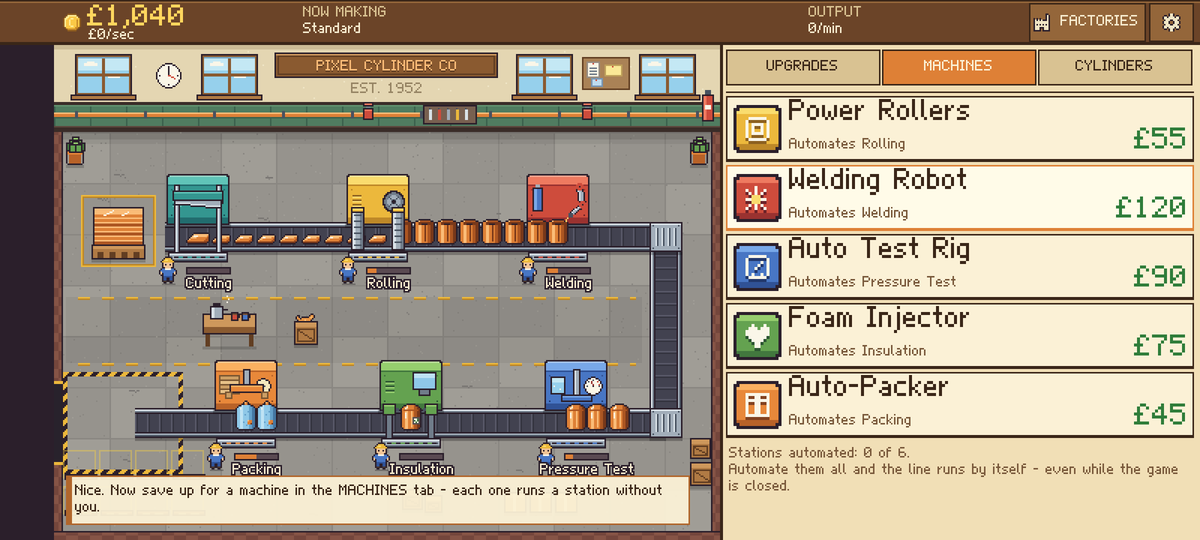 £1,040
£0/sec
NOW MAKING
Standard
OUTPUT
0/min
FACTORIES
PIXEL CYLINDER CO
EST. 1952
UPGRADES
MACHINES
CYLINDERS
Power Rollers
Automates Rolling
£55
Welding Robot
Automates Welding
£120
Auto Test Rig
Automates Pressure Test
£90
Foam Injector
Automates Insulation
£75
Auto-Packer
Automates Packing
£45
Stations automated: 0 of 6.
Automate them all and the line runs by itself - even while the game
is closed.
Cutting
Rolling
Welding
Packing
Insulation
Pressure Test
Nice. Now save up for a machine in the MACHINES tab - each one runs a station without
you.